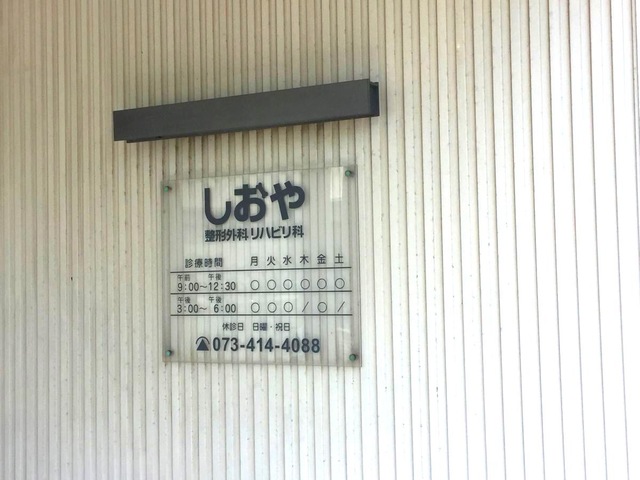 しおや
整形外科 リハビリ科
診療時間 月 火 水 木 金 土
午前 午後
9:00〜12:30 ○ ○ ○ ○ ○ ○
午後 午後
3:00〜 6:00 ○ ○ ○ / ○ /
休診日 日曜・祝日
073-414-4088